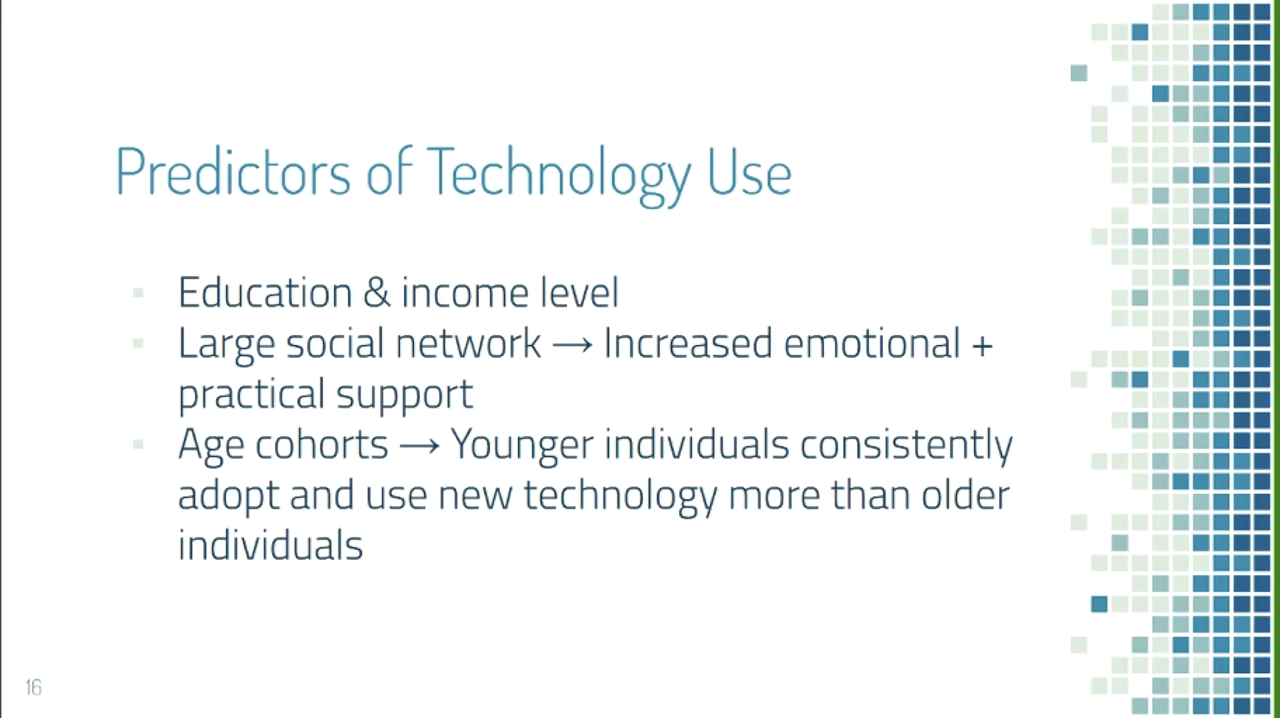 Predictors of Technology Use
Education & income level
Large social network → Increased emotional +
practical support
Age cohorts → Younger individuals consistently
adopt and use new technology more than older
individuals
16